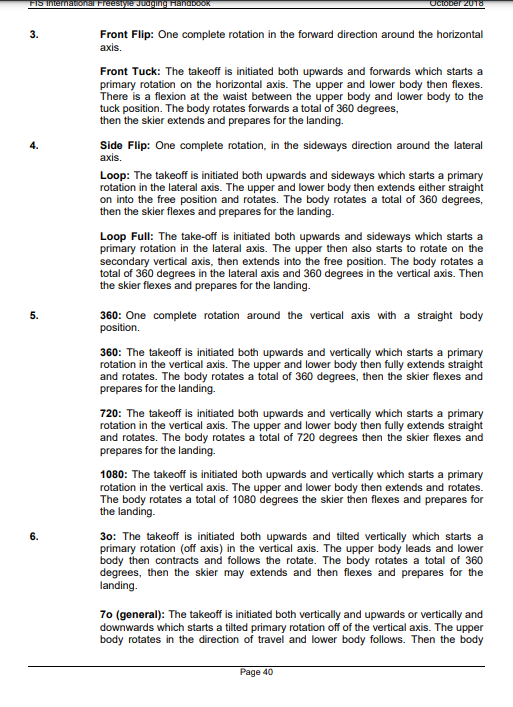 FIS International Freestyle Judging Handbook October 2018
3. Front Flip: One complete rotation in the forward direction around the horizontal
axis.
Front Tuck: The takeoff is initiated both upwards and forwards which starts a
primary rotation on the horizontal axis. The upper and lower body then flexes.
There is a flexion at the waist between the upper body and lower body to the
tuck position. The body rotates forwards a total of 360 degrees,
then the skier extends and prepares for the landing.
4. Side Flip: One complete rotation, in the sideways direction around the lateral
axis.
Loop: The takeoff is initiated both upwards and sideways which starts a primary
rotation in the lateral axis. The upper and lower body then extends either straight
on into the free position and rotates. The body rotates a total of 360 degrees,
then the skier flexes and prepares for the landing.
Loop Full: The take-off is initiated both upwards and sideways which starts a
primary rotation in the lateral axis. The upper then also starts to rotate on the
secondary vertical axis, then extends into the free position. The body rotates a
total of 360 degrees in the lateral axis and 360 degrees in the vertical axis. Then
the skier flexes and prepares for the landing.
5. 360: One complete rotation around the vertical axis with a straight body
position.
360: The takeoff is initiated both upwards and vertically which starts a primary
rotation in the vertical axis. The upper and lower body then fully extends straight
and rotates. The body rotates a total of 360 degrees, then the skier flexes and
prepares for the landing.
720: The takeoff is initiated both upwards and vertically which starts a primary
rotation in the vertical axis. The upper and lower body then fully extends straight
and rotates. The body rotates a total of 720 degrees then the skier flexes and
prepares for the landing.
1080: The takeoff is initiated both upwards and vertically which starts a primary
rotation in the vertical axis. The upper and lower body then extends and rotates.
The body rotates a total of 1080 degrees the skier then flexes and prepares for
the landing.
6. 3o: The takeoff is initiated both upwards and tilted vertically which starts a
primary rotation (off axis) in the vertical axis. The upper body leads and lower
body then contracts and follows the rotate. The body rotates a total of 360
degrees, then the skier may extends and then flexes and prepares for the
landing.
7o (general): The takeoff is initiated both vertically and upwards or vertically and
downwards which starts a tilted primary rotation off of the vertical axis. The upper
body rotates in the direction of travel and lower body follows. Then the body
Page 40